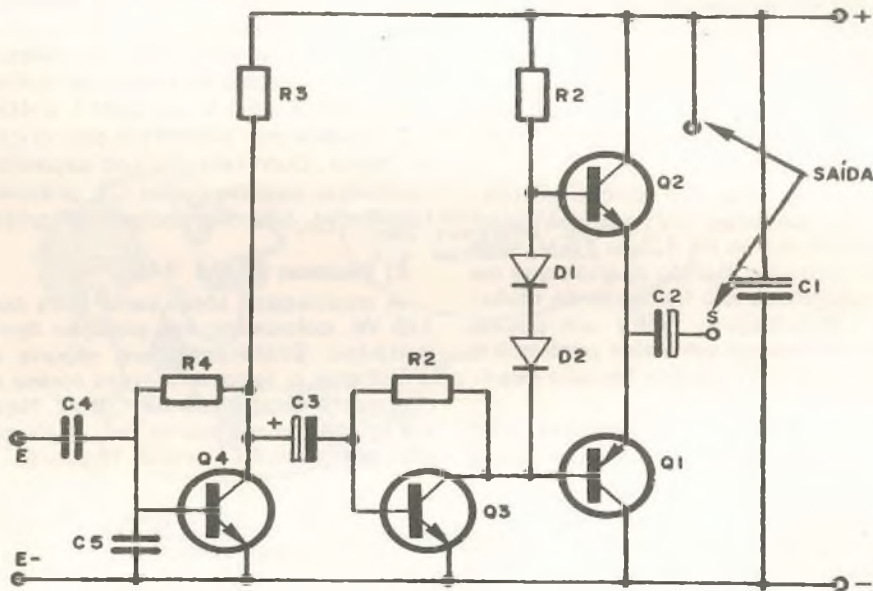 +
R3
R2
Q2
SAÍDA
D1
C1
S
C2
D2
R4
C3
R2
C4
+
E
Q4
Q3
Q1
C5
E-
-